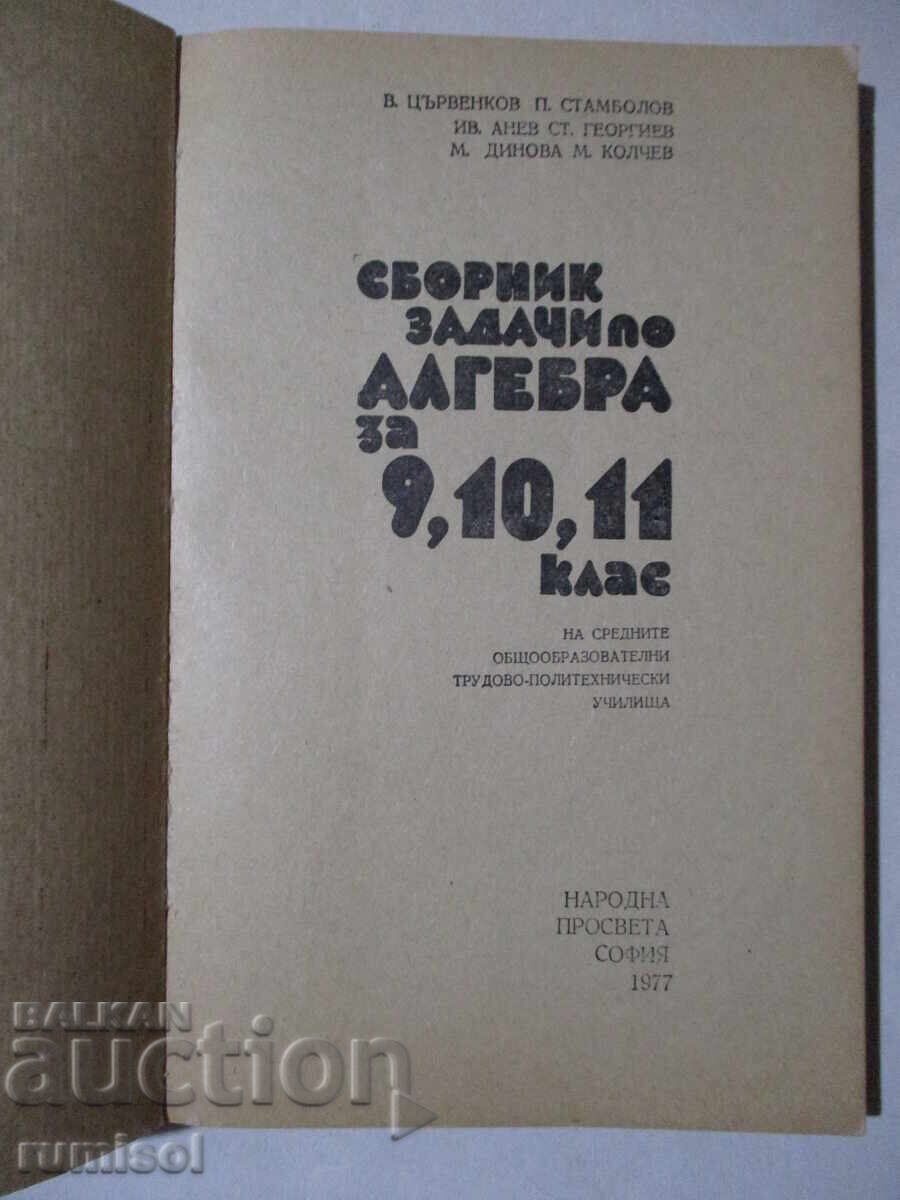 В. ЦЪРВЕНКОВ П. СТАМБОЛОВ
ИВ. АНЕВ СТ. ГЕОРГИЕВ
М. ДИНОВА М. КОЛЧЕВ
СБОРНИК
ЗАДАЧИ ПО
АЛГЕБРА
за
9, 10, 11
клас
НА СРЕДНИТЕ
ОБЩООБРАЗОВАТЕЛНИ
ТРУДОВО-ПОЛИТЕХНИЧЕСКИ
УЧИЛИЩА
НАРОДНА
ПРОСВЕТА
СОФИЯ
1977
BALKAN
auction
rumisol